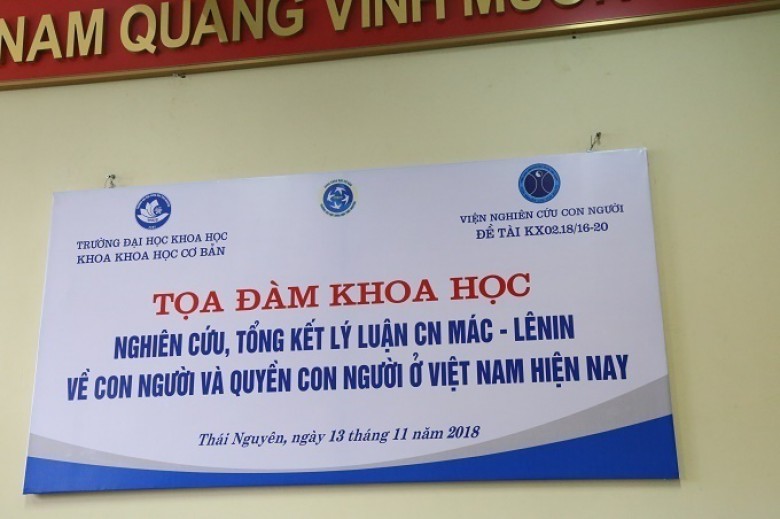 NAM QUANG VINH MUÔN
TRƯỜNG ĐẠI HỌC KHOA HỌC
KHOA KHOA HỌC CƠ BẢN
VIỆN NGHIÊN CỨU CON NGƯỜI
ĐỀ TÀI KX02.18/16-20
TỌA ĐÀM KHOA HỌC
NGHIÊN CỨU, TỔNG KẾT LÝ LUẬN CN MÁC - LÊNIN
VỀ CON NGƯỜI VÀ QUYỀN CON NGƯỜI Ở VIỆT NAM HIỆN NAY
Thái Nguyên, ngày 13 tháng 11 năm 2018